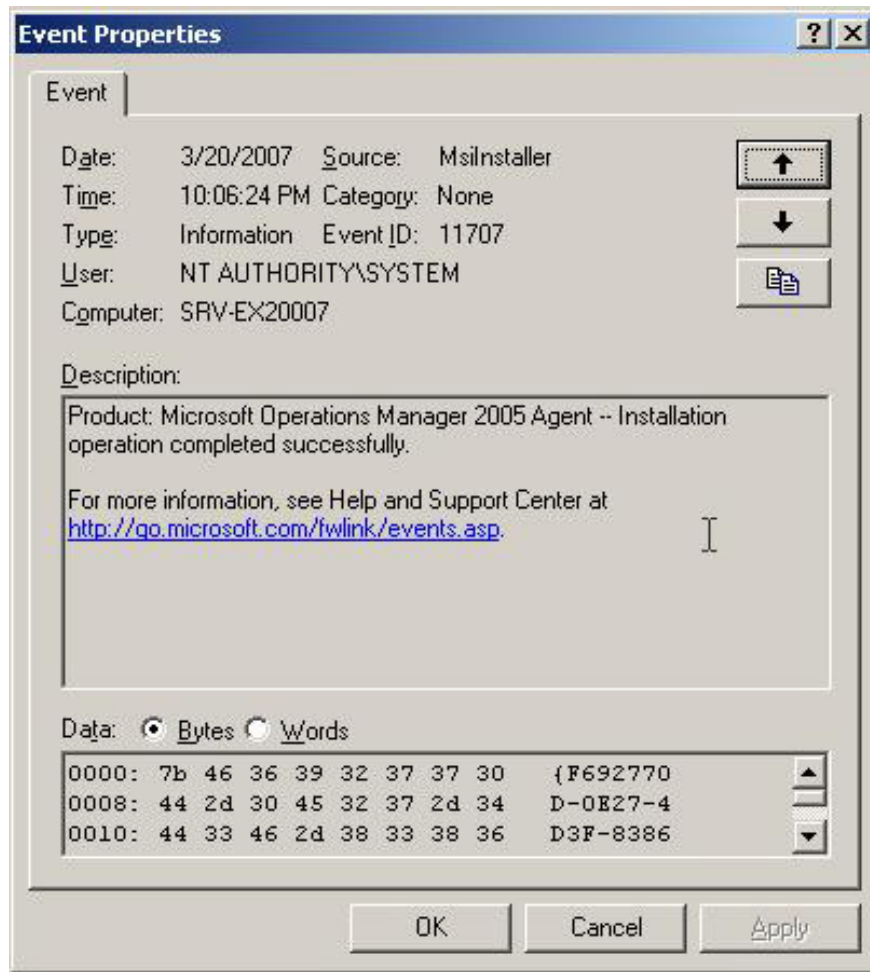 Event Properties
Event
Date: 3/20/2007 Source: MsiInstaller
Time: 10:06:24 PM Category: None
Type: Information Event ID: 11707
User: NT AUTHORITY\SYSTEM
Computer: SRV-EX20007
Description:
Product: Microsoft Operations Manager 2005 Agent -- Installation
operation completed successfully.
For more information, see Help and Support Center at
http://go.microsoft.com/fwlink/events.asp.
Data: Bytes Words
0000: 7b 46 36 39 32 37 37 30 {F692770
0008: 44 2d 30 45 32 37 2d 34 D-0E27-4
0010: 44 33 46 2d 38 33 38 36 D3F-8386
OK Cancel Apply